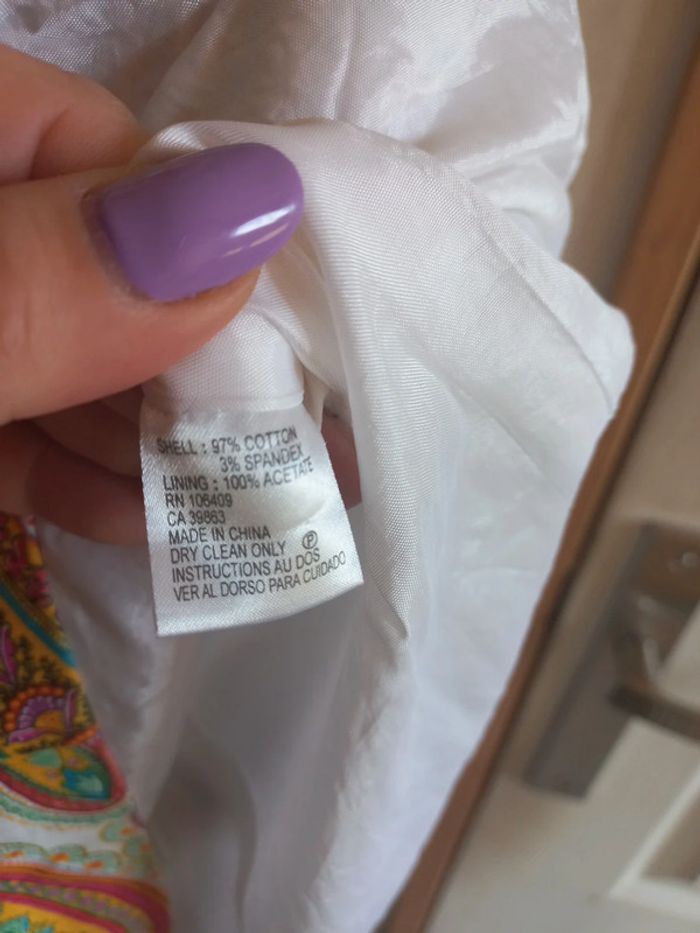 SHELL : 97% COTTON
3% SPANDEX
LINING : 100% ACETATE
RN 106409
CA 39863
MADE IN CHINA
DRY CLEAN ONLY Ⓟ
INSTRUCTIONS AU DOS
VER AL DORSO PARA CUIDADO